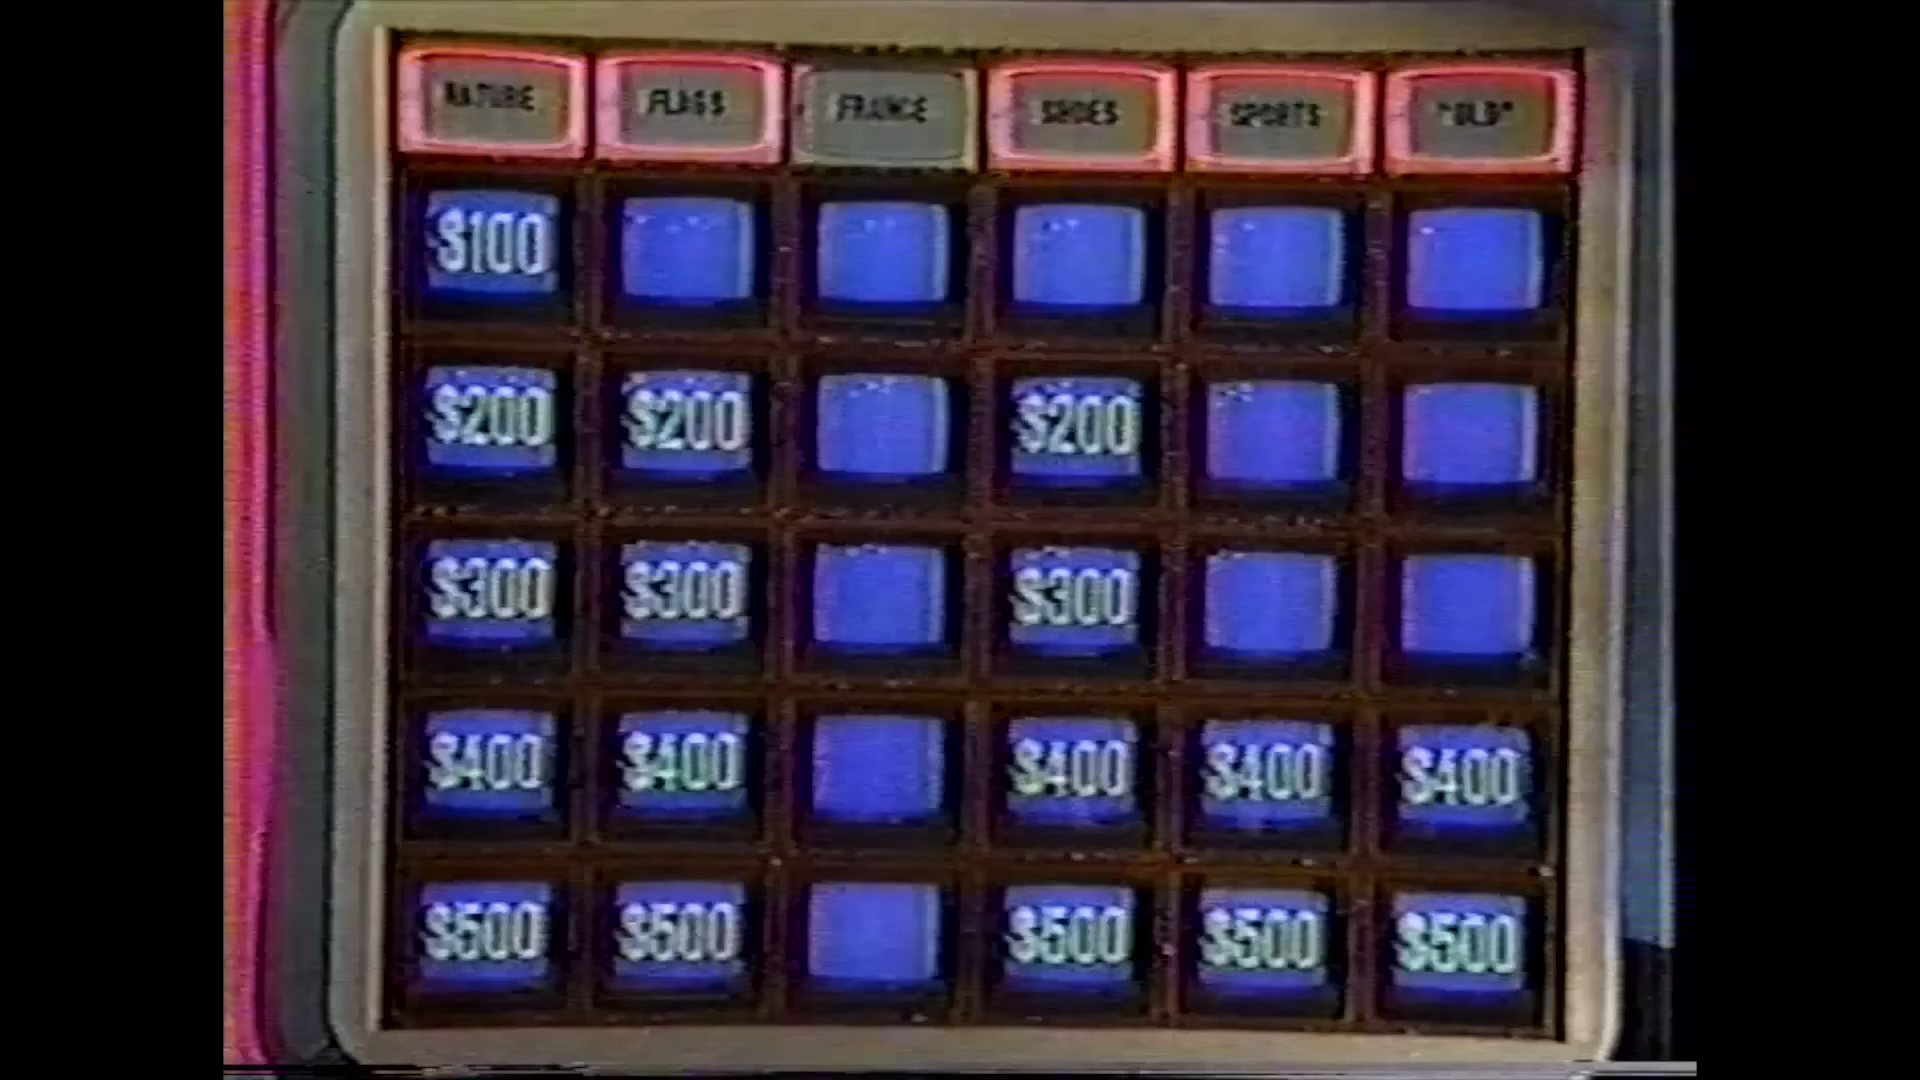 NATURE FLAGS FRANCE SHOES SPORTS "OLD"
$100
$200 $200 $200
$300 $300 $300
$400 $400 $400 $400 $400
$500 $500 $500 $500 $500